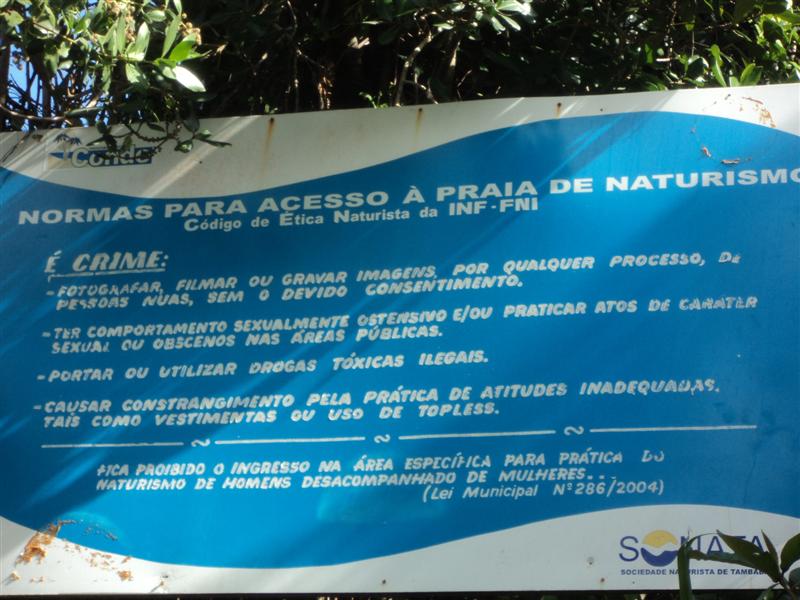 Conde
NORMAS PARA ACESSO À PRAIA DE NATURISMO
Código de Ética Naturista da INF-FNI
É CRIME:
-FOTOGRAFAR, FILMAR OU GRAVAR IMAGENS, POR QUALQUER PROCESSO, DE
PESSOAS NUAS, SEM O DEVIDO CONSENTIMENTO.
-TER COMPORTAMENTO SEXUALMENTE OSTENSIVO E/OU PRATICAR ATOS DE CARATER
SEXUAL OU OBSCENOS NAS ÁREAS PÚBLICAS.
-PORTAR OU UTILIZAR DROGAS TÓXICAS ILEGAIS.
-CAUSAR CONSTRANGIMENTO PELA PRÁTICA DE ATITUDES INADEQUADAS.
TAIS COMO VESTIMENTAS OU USO DE TOPLESS.
FICA PROIBIDO O INGRESSO NA ÁREA ESPECÍFICA PARA PRÁTICA DO
NATURISMO DE HOMENS DESACOMPANHADO DE MULHERES...
(Lei Municipal Nº286/2004)
SONATA
SOCIEDADE NATURISTA DE TAMBABA